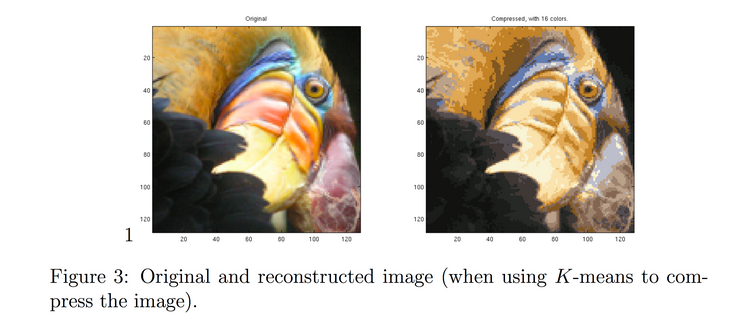 Original
Compressed, with 16 colors.
20
40
60
80
100
120
20 40 60 80 100 120
20
40
60
80
100
120
20 40 60 80 100 120
1
Figure 3: Original and reconstructed image (when using K-means to com-
press the image).